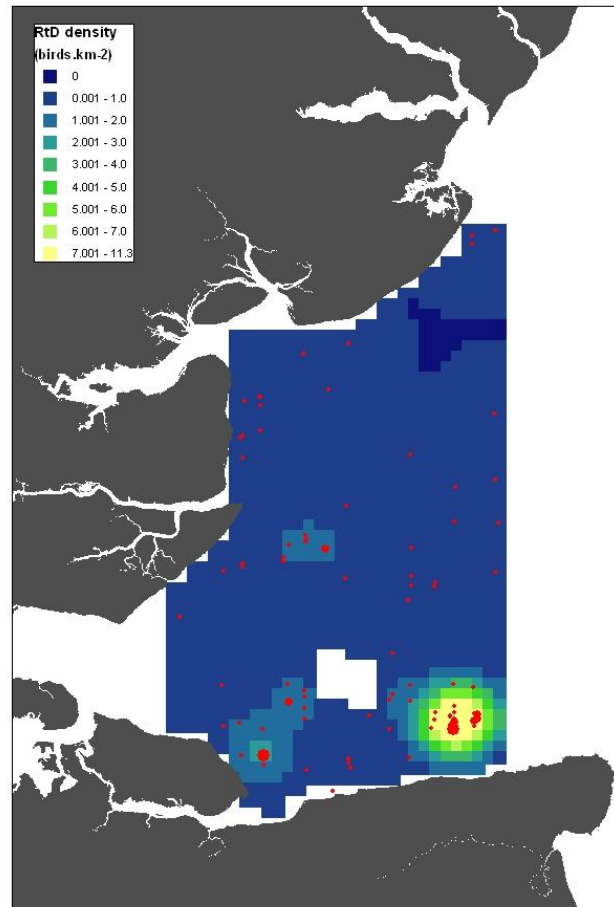 RtD density
(birds.km-2)
0
0.001 - 1.0
1.001 - 2.0
2.001 - 3.0
3.001 - 4.0
4.001 - 5.0
5.001 - 6.0
6.001 - 7.0
7.001 - 11.3